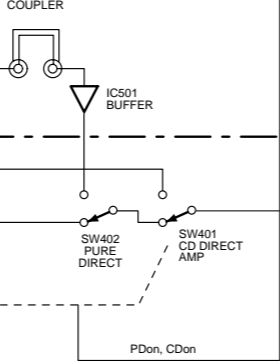 COUPLER
IC501
BUFFER
SW402
PURE
DIRECT
SW401
CD DIRECT
AMP
PDon, CDon